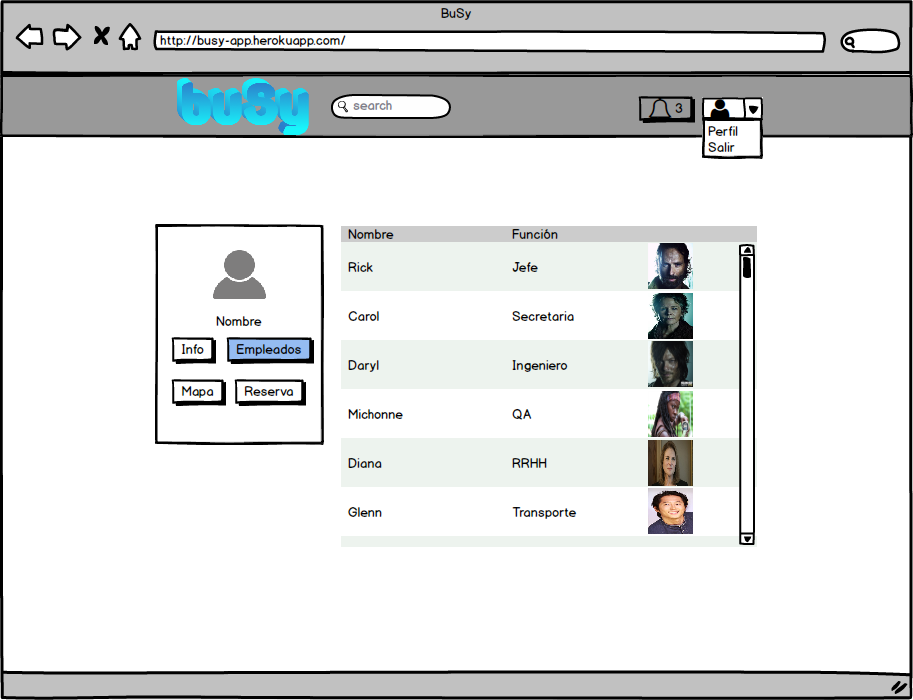 BuSy
http://busy-app.herokuapp.com/
buSy
search
3
Perfil
Salir
Nombre
Info
Empleados
Mapa
Reserva
Nombre Función
Rick Jefe
Carol Secretaria
Daryl Ingeniero
Michonne QA
Diana RRHH
Glenn Transporte